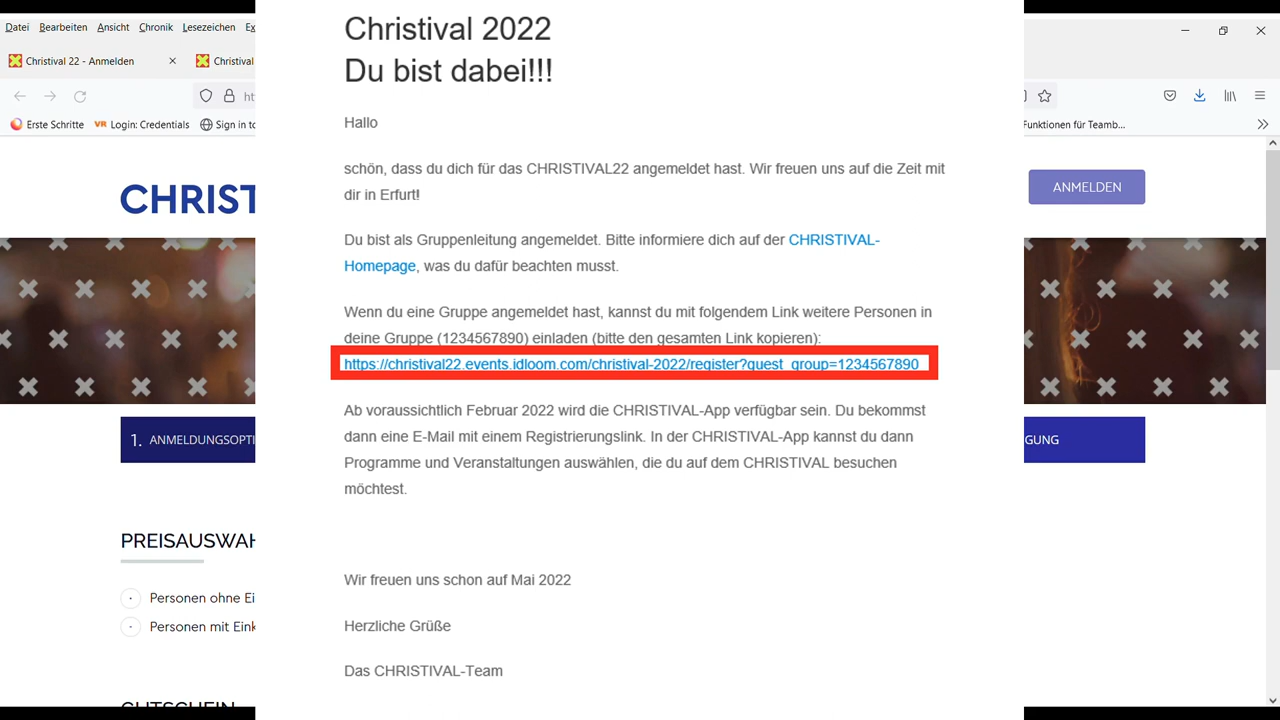 Datei Bearbeiten Ansicht Chronik Lesezeichen
Christival 22 - Anmelden
Christival
Erste Schritte
VR Login: Credentials
Sign in to
Funktionen für Teamb...
CHRIST
ANMELDEN
1. ANMELDUNGSOPTI
GUNG
PREISAUSWAH
Personen ohne Ei
Personen mit Eink
GUTSCHEIN
Christival 2022
Du bist dabei!!!
Hallo
schön, dass du dich für das CHRISTIVAL22 angemeldet hast. Wir freuen uns auf die Zeit mit
dir in Erfurt!
Du bist als Gruppenleitung angemeldet. Bitte informiere dich auf der CHRISTIVAL-
Homepage, was du dafür beachten musst.
Wenn du eine Gruppe angemeldet hast, kannst du mit folgendem Link weitere Personen in
deine Gruppe (1234567890) einladen (bitte den gesamten Link kopieren):
https://christival22.events.idloom.com/christival-2022/register?guest_group=1234567890
Ab voraussichtlich Februar 2022 wird die CHRISTIVAL-App verfügbar sein. Du bekommst
dann eine E-Mail mit einem Registrierungslink. In der CHRISTIVAL-App kannst du dann
Programme und Veranstaltungen auswählen, die du auf dem CHRISTIVAL besuchen
möchtest.
Wir freuen uns schon auf Mai 2022
Herzliche Grüße
Das CHRISTIVAL-Team